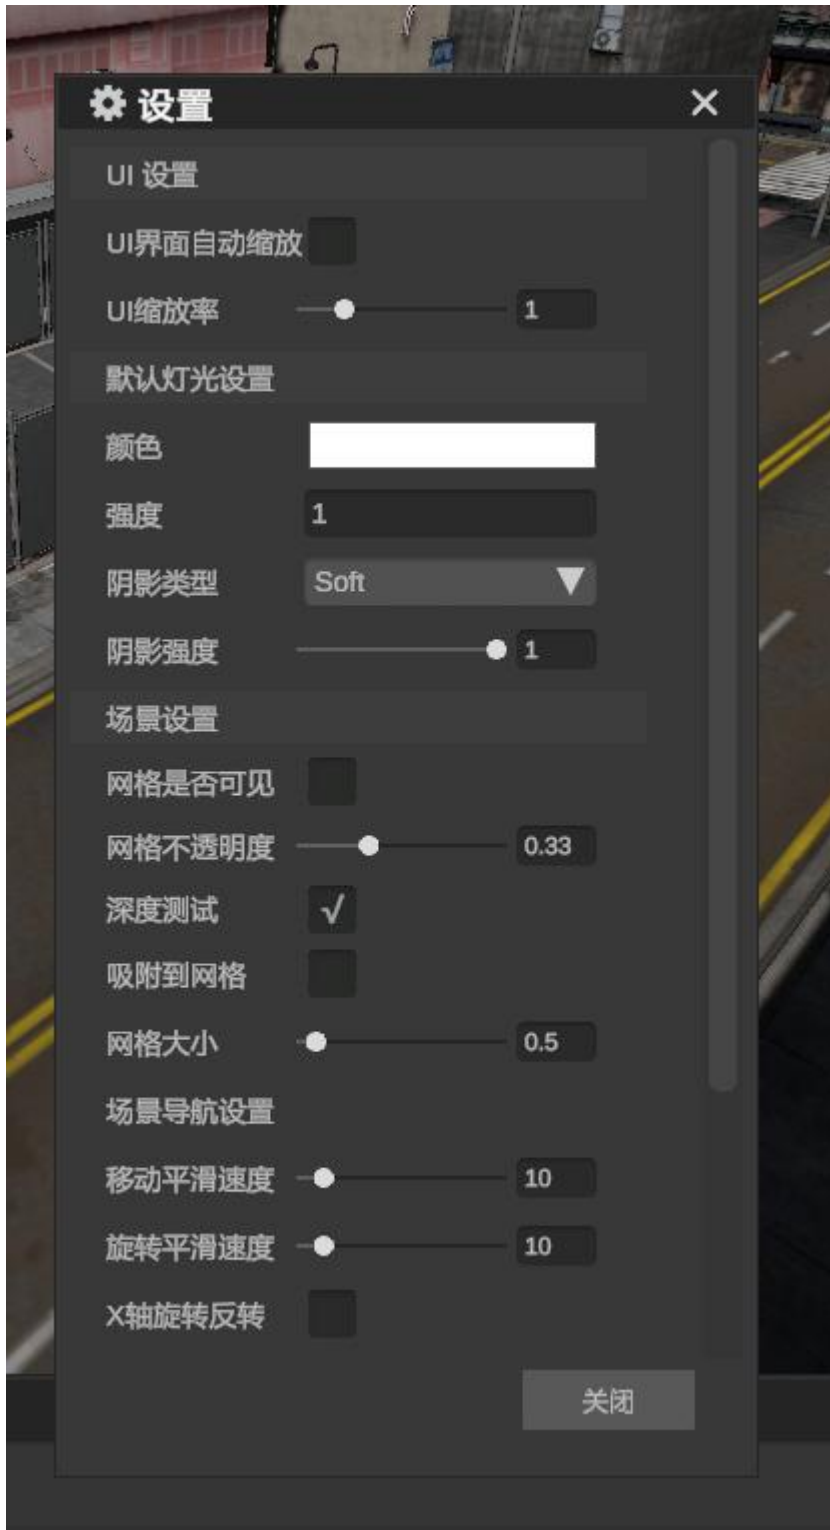 设置
UI 设置
UI界面自动缩放
UI缩放率 1
默认灯光设置
颜色
强度 1
阴影类型 Soft
阴影强度 1
场景设置
网格是否可见
网格不透明度 0.33
深度测试 √
吸附到网格
网格大小 0.5
场景导航设置
移动平滑速度 10
旋转平滑速度 10
X轴旋转反转
关闭